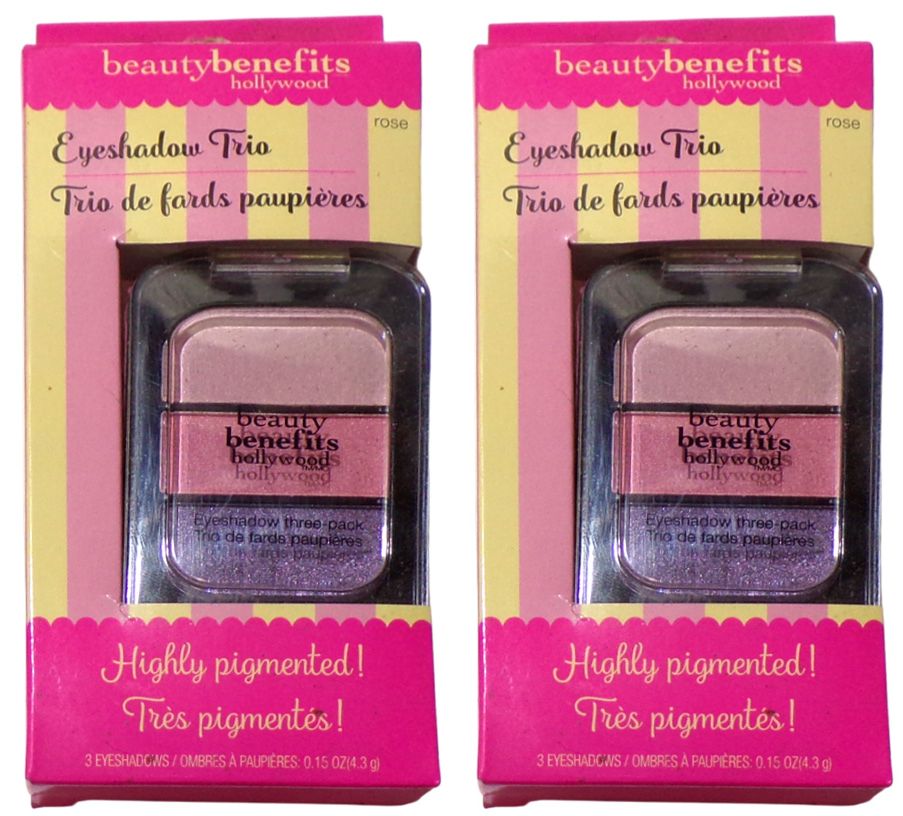 beautybenefits
hollywood
rose
Eyeshadow Trio
Trio de fards paupières
beauty
benefits
hollywood
Eyeshadow three-pack
Trio de fards paupières
Highly pigmented!
Très pigmentés!
3 EYESHADOWS / OMBRES À PAUPIÈRES: 0.15 OZ(4.3 g)
beautybenefits
hollywood
rose
Eyeshadow Trio
Trio de fards paupières
beauty
benefits
hollywood
Eyeshadow three-pack
Trio de fards paupières
Highly pigmented!
Très pigmentés!
3 EYESHADOWS / OMBRES À PAUPIÈRES: 0.15 OZ(4.3 g)